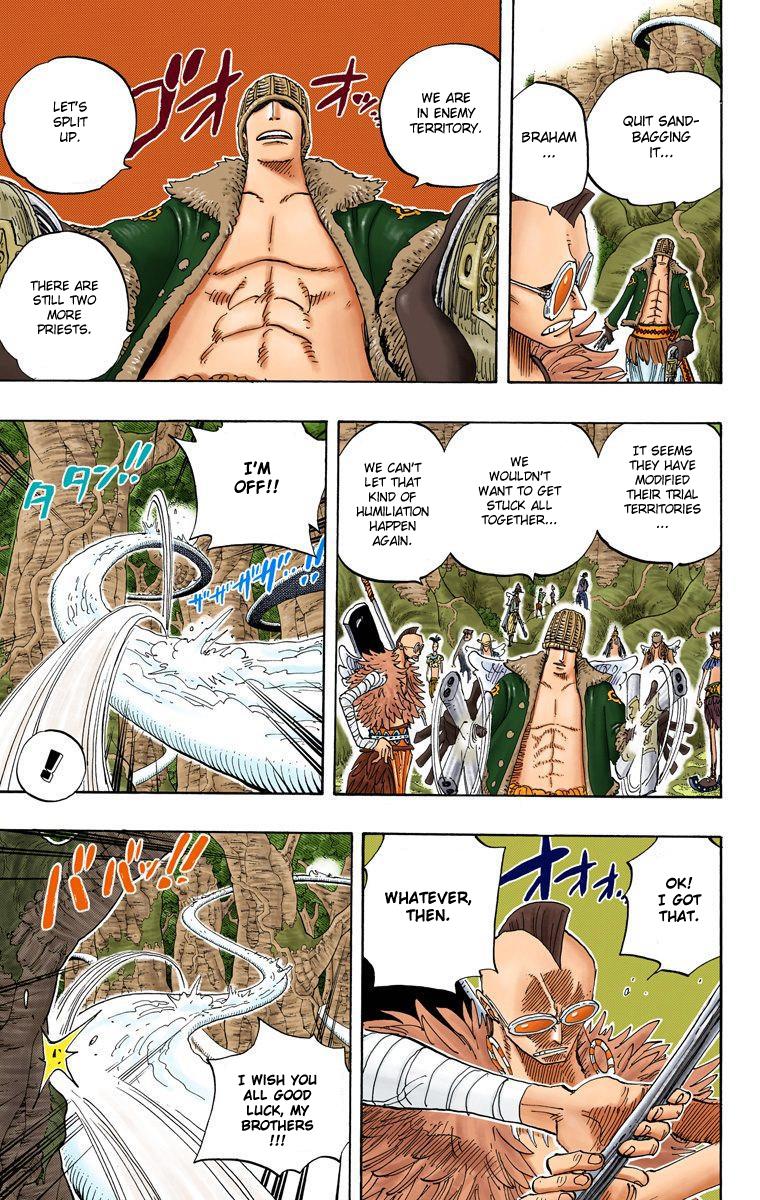 QUIT SAND-
BAGGING
IT...
BRAHAM
...
WE ARE
IN ENEMY
TERRITORY.
ゴオオッ
LET'S
SPLIT
UP.
THERE ARE
STILL TWO
MORE
PRIESTS.
IT SEEMS
THEY HAVE
MODIFIED
THEIR TRIAL
TERRITORIES
...
WE
WOULDN'T
WANT TO GET
STUCK ALL
TOGETHER...
WE CAN'T
LET THAT
KIND OF
HUMILIATION
HAPPEN
AGAIN.
I'M
OFF!!
タタン!!
ザザザザ...!!
!
OK!
I GOT
THAT.
オオオ..
WHATEVER,
THEN.
ババッ!!
I WISH YOU
ALL GOOD
LUCK, MY
BROTHERS
!!!